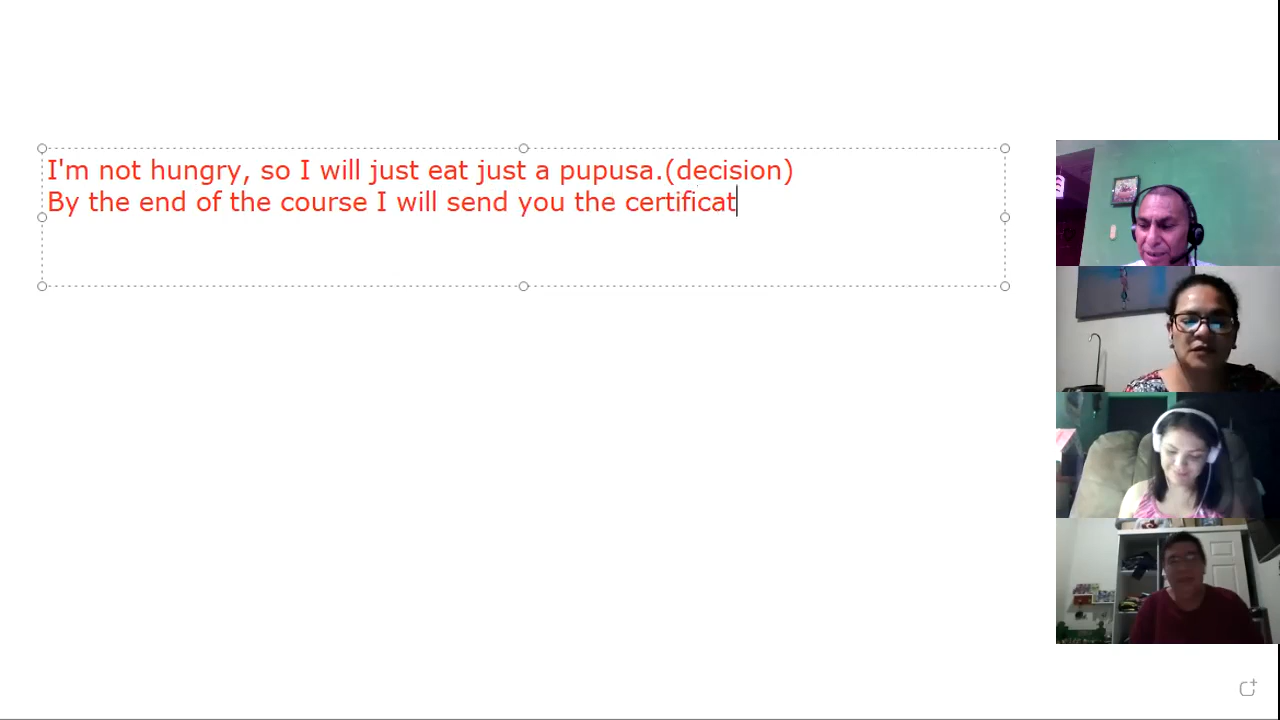 I'm not hungry, so I will just eat just a pupusa.(decision)
By the end of the course I will send you the certificat